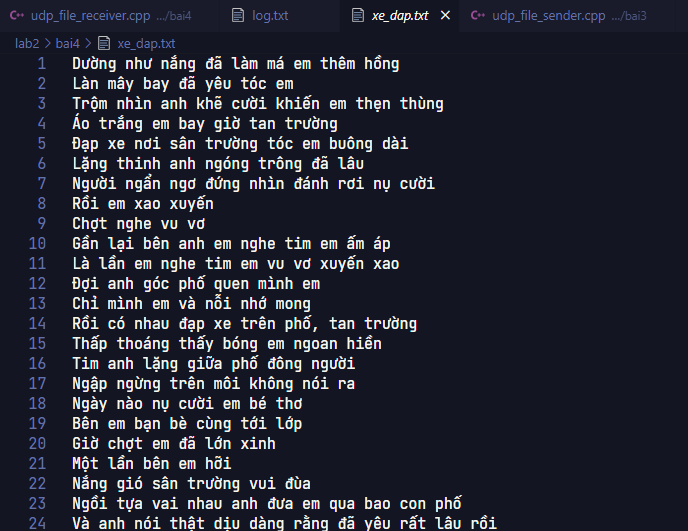 udp_file_receiver.cpp .../bai4 log.txt xe_dap.txt udp_file_sender.cpp .../bai3
lab2 > bai4 > xe_dap.txt
1 Dường như nắng đã làm má em thêm hồng
2 Làn mây bay đã yêu tóc em
3 Trộm nhìn anh khẽ cười khiến em thẹn thùng
4 Áo trắng em bay giờ tan trường
5 Đạp xe nơi sân trường tóc em buông dài
6 Lặng thinh anh ngóng trông đã lâu
7 Người ngẩn ngơ đứng nhìn đánh rơi nụ cười
8 Rồi em xao xuyến
9 Chợt nghe vu vơ
10 Gần lại bên anh em nghe tim em ấm áp
11 Là lần em nghe tim em vu vơ xuyến xao
12 Đợi anh góc phố quen mình em
13 Chỉ mình em và nỗi nhớ mong
14 Rồi có nhau đạp xe trên phố, tan trường
15 Thấp thoáng thấy bóng em ngoan hiền
16 Tim anh lặng giữa phố đông người
17 Ngập ngừng trên môi không nói ra
18 Ngày nào nụ cười em bé thơ
19 Bên em bạn bè cùng tới lớp
20 Giờ chợt em đã lớn xinh
21 Một lần bên em hỡi
22 Nắng gió sân trường vui đùa
23 Ngồi tựa vai nhau anh đưa em qua bao con phố
24 Và anh nói thật dịu dàng rằng đã yêu rất lâu rồi